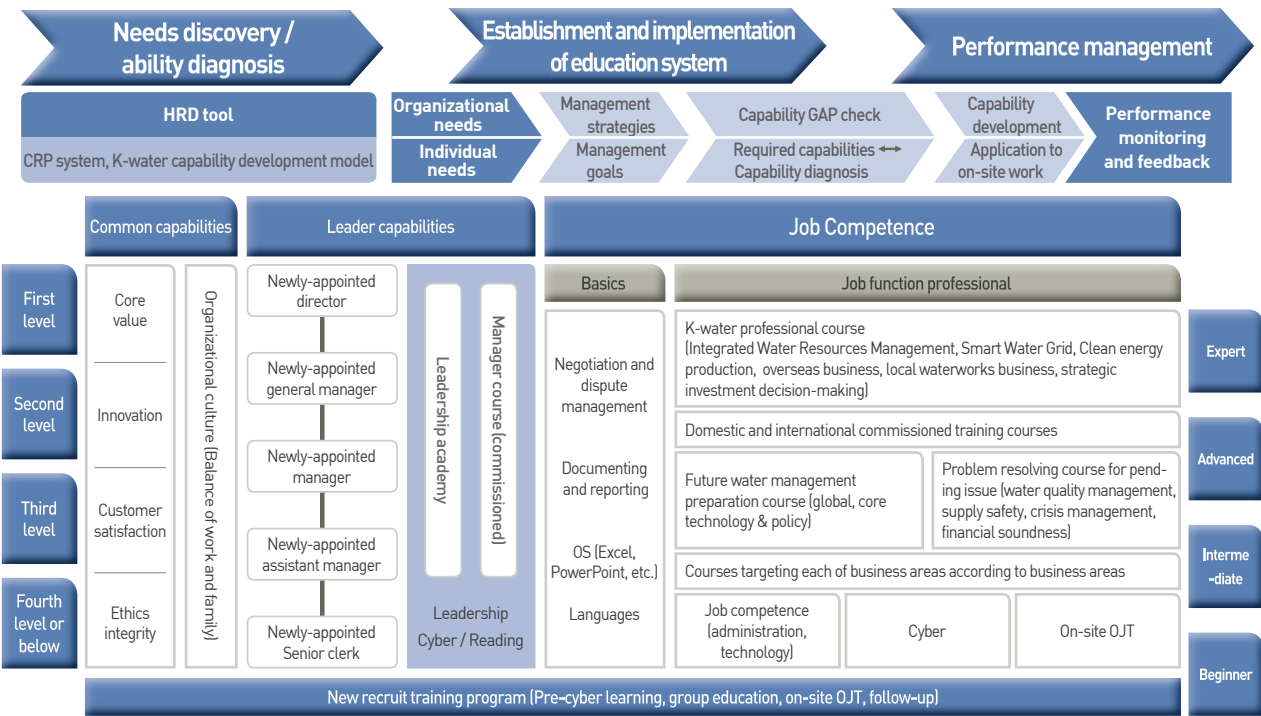 Needs discovery /
ability diagnosis
Establishment and implementation
of education system
Performance management
HRD tool
CRP system, K-water capability development model
Organizational
needs
Individual
needs
Management
strategies
Management
goals
Capability GAP check
Required capabilities ↔
Capability diagnosis
Capability
development
Application to
on-site work
Performance
monitoring
and feedback
Common capabilities
Leader capabilities
Job Competence
First
level
Second
level
Third
level
Fourth
level or
below
Core
value
Innovation
Customer
satisfaction
Ethics
integrity
Organizational culture (Balance of work and family)
Newly-appointed
director
Newly-appointed
general manager
Newly-appointed
manager
Newly-appointed
assistant manager
Newly-appointed
Senior clerk
Leadership academy
Manager course (commissioned)
Leadership
Cyber / Reading
Basics
Negotiation and
dispute
management
Documenting
and reporting
OS (Excel,
PowerPoint, etc.)
Languages
Job function professional
K-water professional course
(Integrated Water Resources Management, Smart Water Grid, Clean energy
production, overseas business, local waterworks business, strategic
investment decision-making)
Domestic and international commissioned training courses
Future water management
preparation course (global, core
technology & policy)
Problem resolving course for pend-
ing issue (water quality management,
supply safety, crisis management,
financial soundness)
Courses targeting each of business areas according to business areas
Job competence
(administration,
technology)
Cyber
On-site OJT
Expert
Advanced
Interme
-diate
Beginner
New recruit training program (Pre-cyber learning, group education, on-site OJT, follow-up)